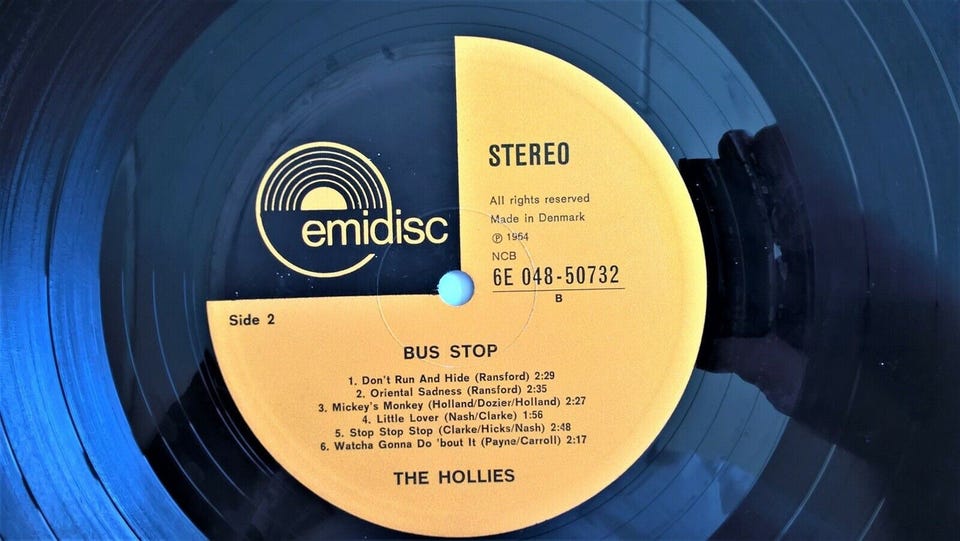 STEREO
All rights reserved
Made in Denmark
℗ 1964
NCB
6E 048-50732
B
emidisc
Side 2
BUS STOP
1. Don't Run And Hide (Ransford) 2:29
2. Oriental Sadness (Ransford) 2:35
3. Mickey's Monkey (Holland/Dozier/Holland) 2:27
4. Little Lover (Nash/Clarke) 1:56
5. Stop Stop Stop (Clarke/Hicks/Nash) 2:48
6. Watcha Gonna Do 'bout It (Payne/Carroll) 2:17
THE HOLLIES